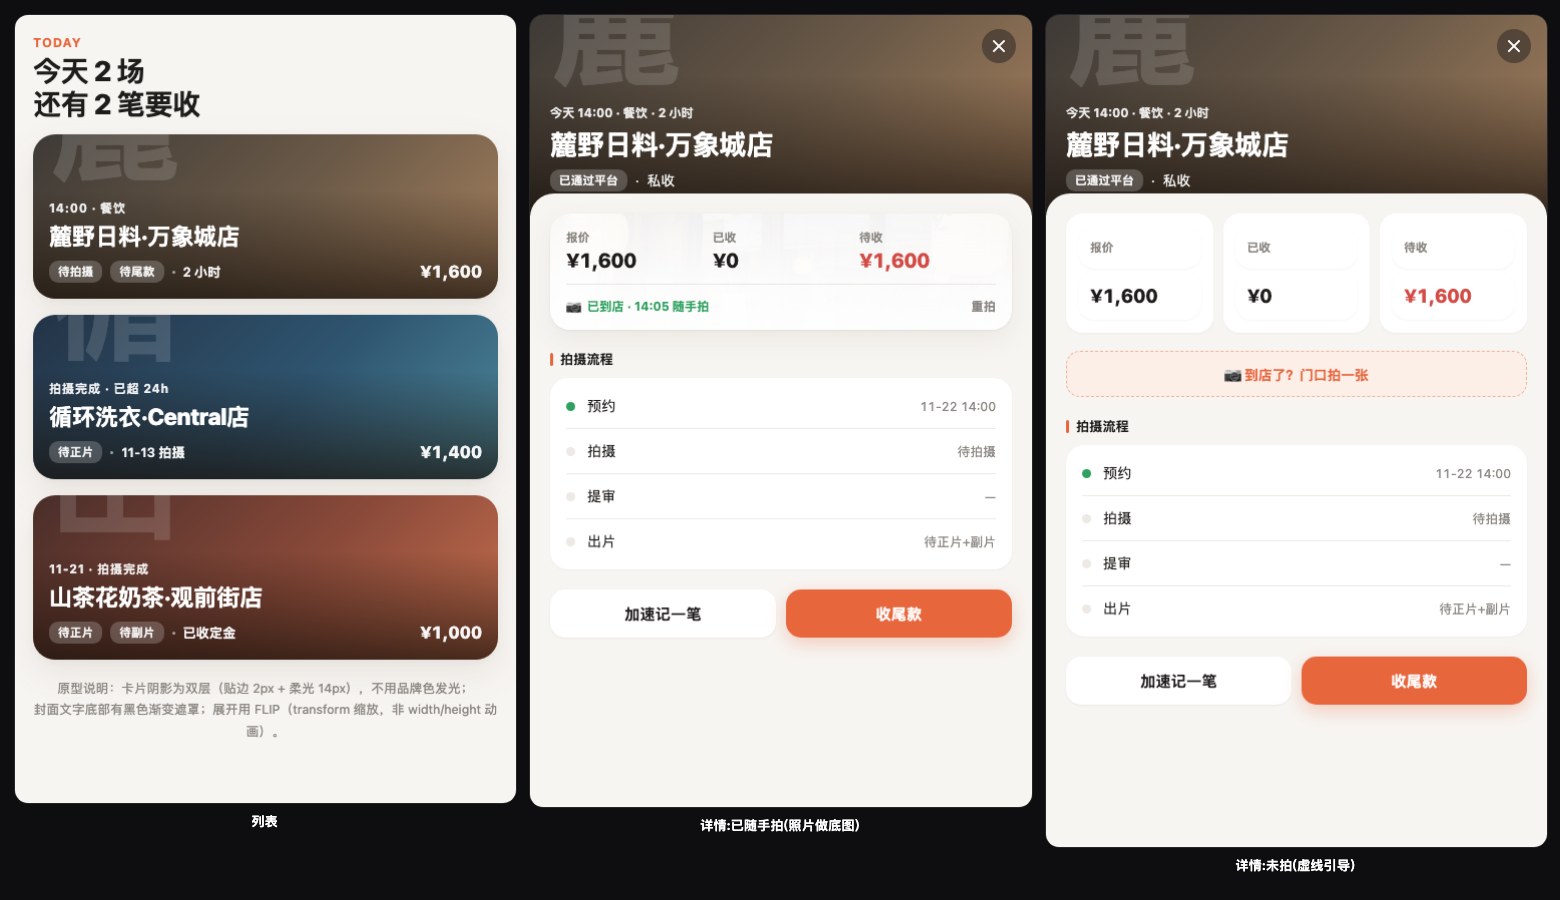 TODAY
今天 2 场
还有 2 笔要收
麓
14:00 · 餐饮
麓野日料·万象城店
待拍摄 待尾款 · 2 小时 ¥1,600
循
拍摄完成 · 已超 24h
循环洗衣·Central店
待正片 · 11-13 拍摄 ¥1,400
山
11-21 · 拍摄完成
山茶花奶茶·观前街店
待正片 待副片 · 已收定金 ¥1,000
原型说明：卡片阴影为双层（贴边 2px + 柔光 14px），不用品牌色发光；
封面文字底部有黑色渐变遮罩；展开用 FLIP（transform 缩放，非 width/height 动
画）。
列表
麓
今天 14:00 · 餐饮 · 2 小时
麓野日料·万象城店
已通过平台 · 私收
报价 已收 待收
¥1,600 ¥0 ¥1,600
已到店 · 14:05 随手拍 重拍
拍摄流程
预约 11-22 14:00
拍摄 待拍摄
提审 —
出片 待正片+副片
加速记一笔 收尾款
详情:已随手拍(照片做底图)
麓
今天 14:00 · 餐饮 · 2 小时
麓野日料·万象城店
已通过平台 · 私收
报价 已收 待收
¥1,600 ¥0 ¥1,600
到店了？门口拍一张
拍摄流程
预约 11-22 14:00
拍摄 待拍摄
提审 —
出片 待正片+副片
加速记一笔 收尾款
详情:未拍(虚线引导)